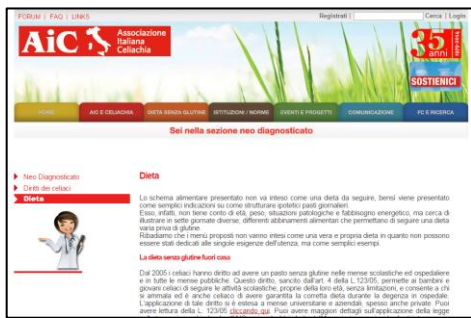 FORUM | FAQ | LINKS
Registrati |
Cerca | Login
AiC
Associazione
Italiana
Celiachia
35
anni
SOSTIENICI
HOME
AIC E CELIACHIA
DIETA SENZA GLUTINE
ISTITUZIONI / NORME
EVENTI E PROGETTI
COMUNICAZIONE
FC E RICERCA
Sei nella sezione neo diagnosticato
Neo Diagnosticato
Diritti dei celiaci
Dieta
Dieta
Lo schema alimentare presentato non va inteso come una dieta da seguire, bensì viene presentato
come semplici indicazioni su come strutturare ipotetici pasti giornalieri.
Esso, infatti, non tiene conto di età, peso, situazioni patologiche e fabbisogno energetico, ma cerca di
illustrare in sette giornate diverse, differenti abbinamenti alimentari che permettano di seguire una dieta
varia priva di glutine.
Ribadiamo che i menù proposti non vanno intesi come una vera e propria dieta in quanto non possono
essere stati dedicati alle singole esigenze dell'utenza, ma come semplici esempi.
La dieta senza glutine fuori casa
Dal 2005 i celiaci hanno diritto ad avere un pasto senza glutine nelle mense scolastiche ed ospedaliere
e in tutte le mense pubbliche. Questo diritto, sancito dall'art. 4 della L.123/05, permette ai bambini e
giovani celiaci di seguire le attività scolastiche, proprie della loro età, senza limitazioni, e consente a chi
si ammala ed è anche celiaco di avere garantita la corretta dieta durante la degenza in ospedale.
L'applicazione di tale diritto si è estesa a mense universitarie e aziendali, spesso anche private. Puoi
avere lettura della L. 123/05 cliccando qui. Puoi avere maggiori dettagli sull'applicazione della legge